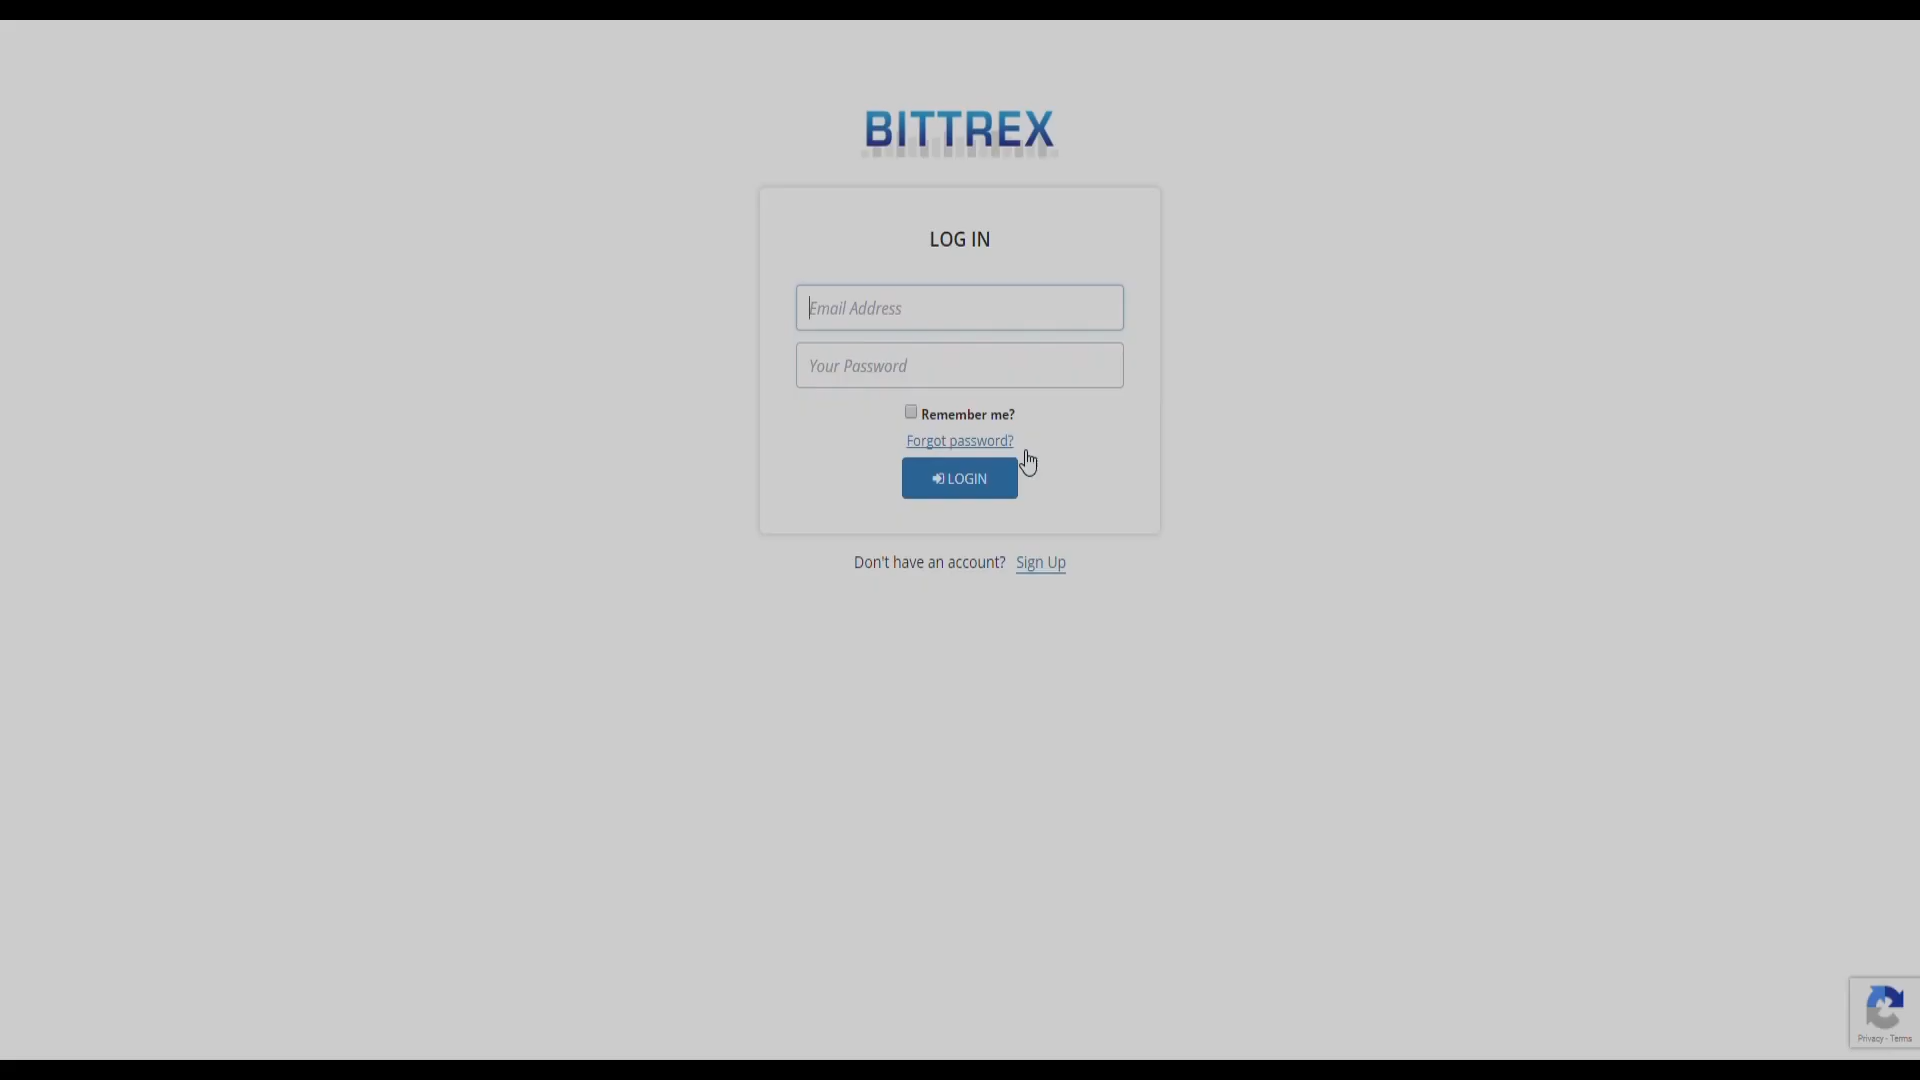 BITTREX
LOG IN
Email Address
Your Password
Remember me?
Forgot password?
LOGIN
Don't have an account? Sign Up
Privacy - Terms